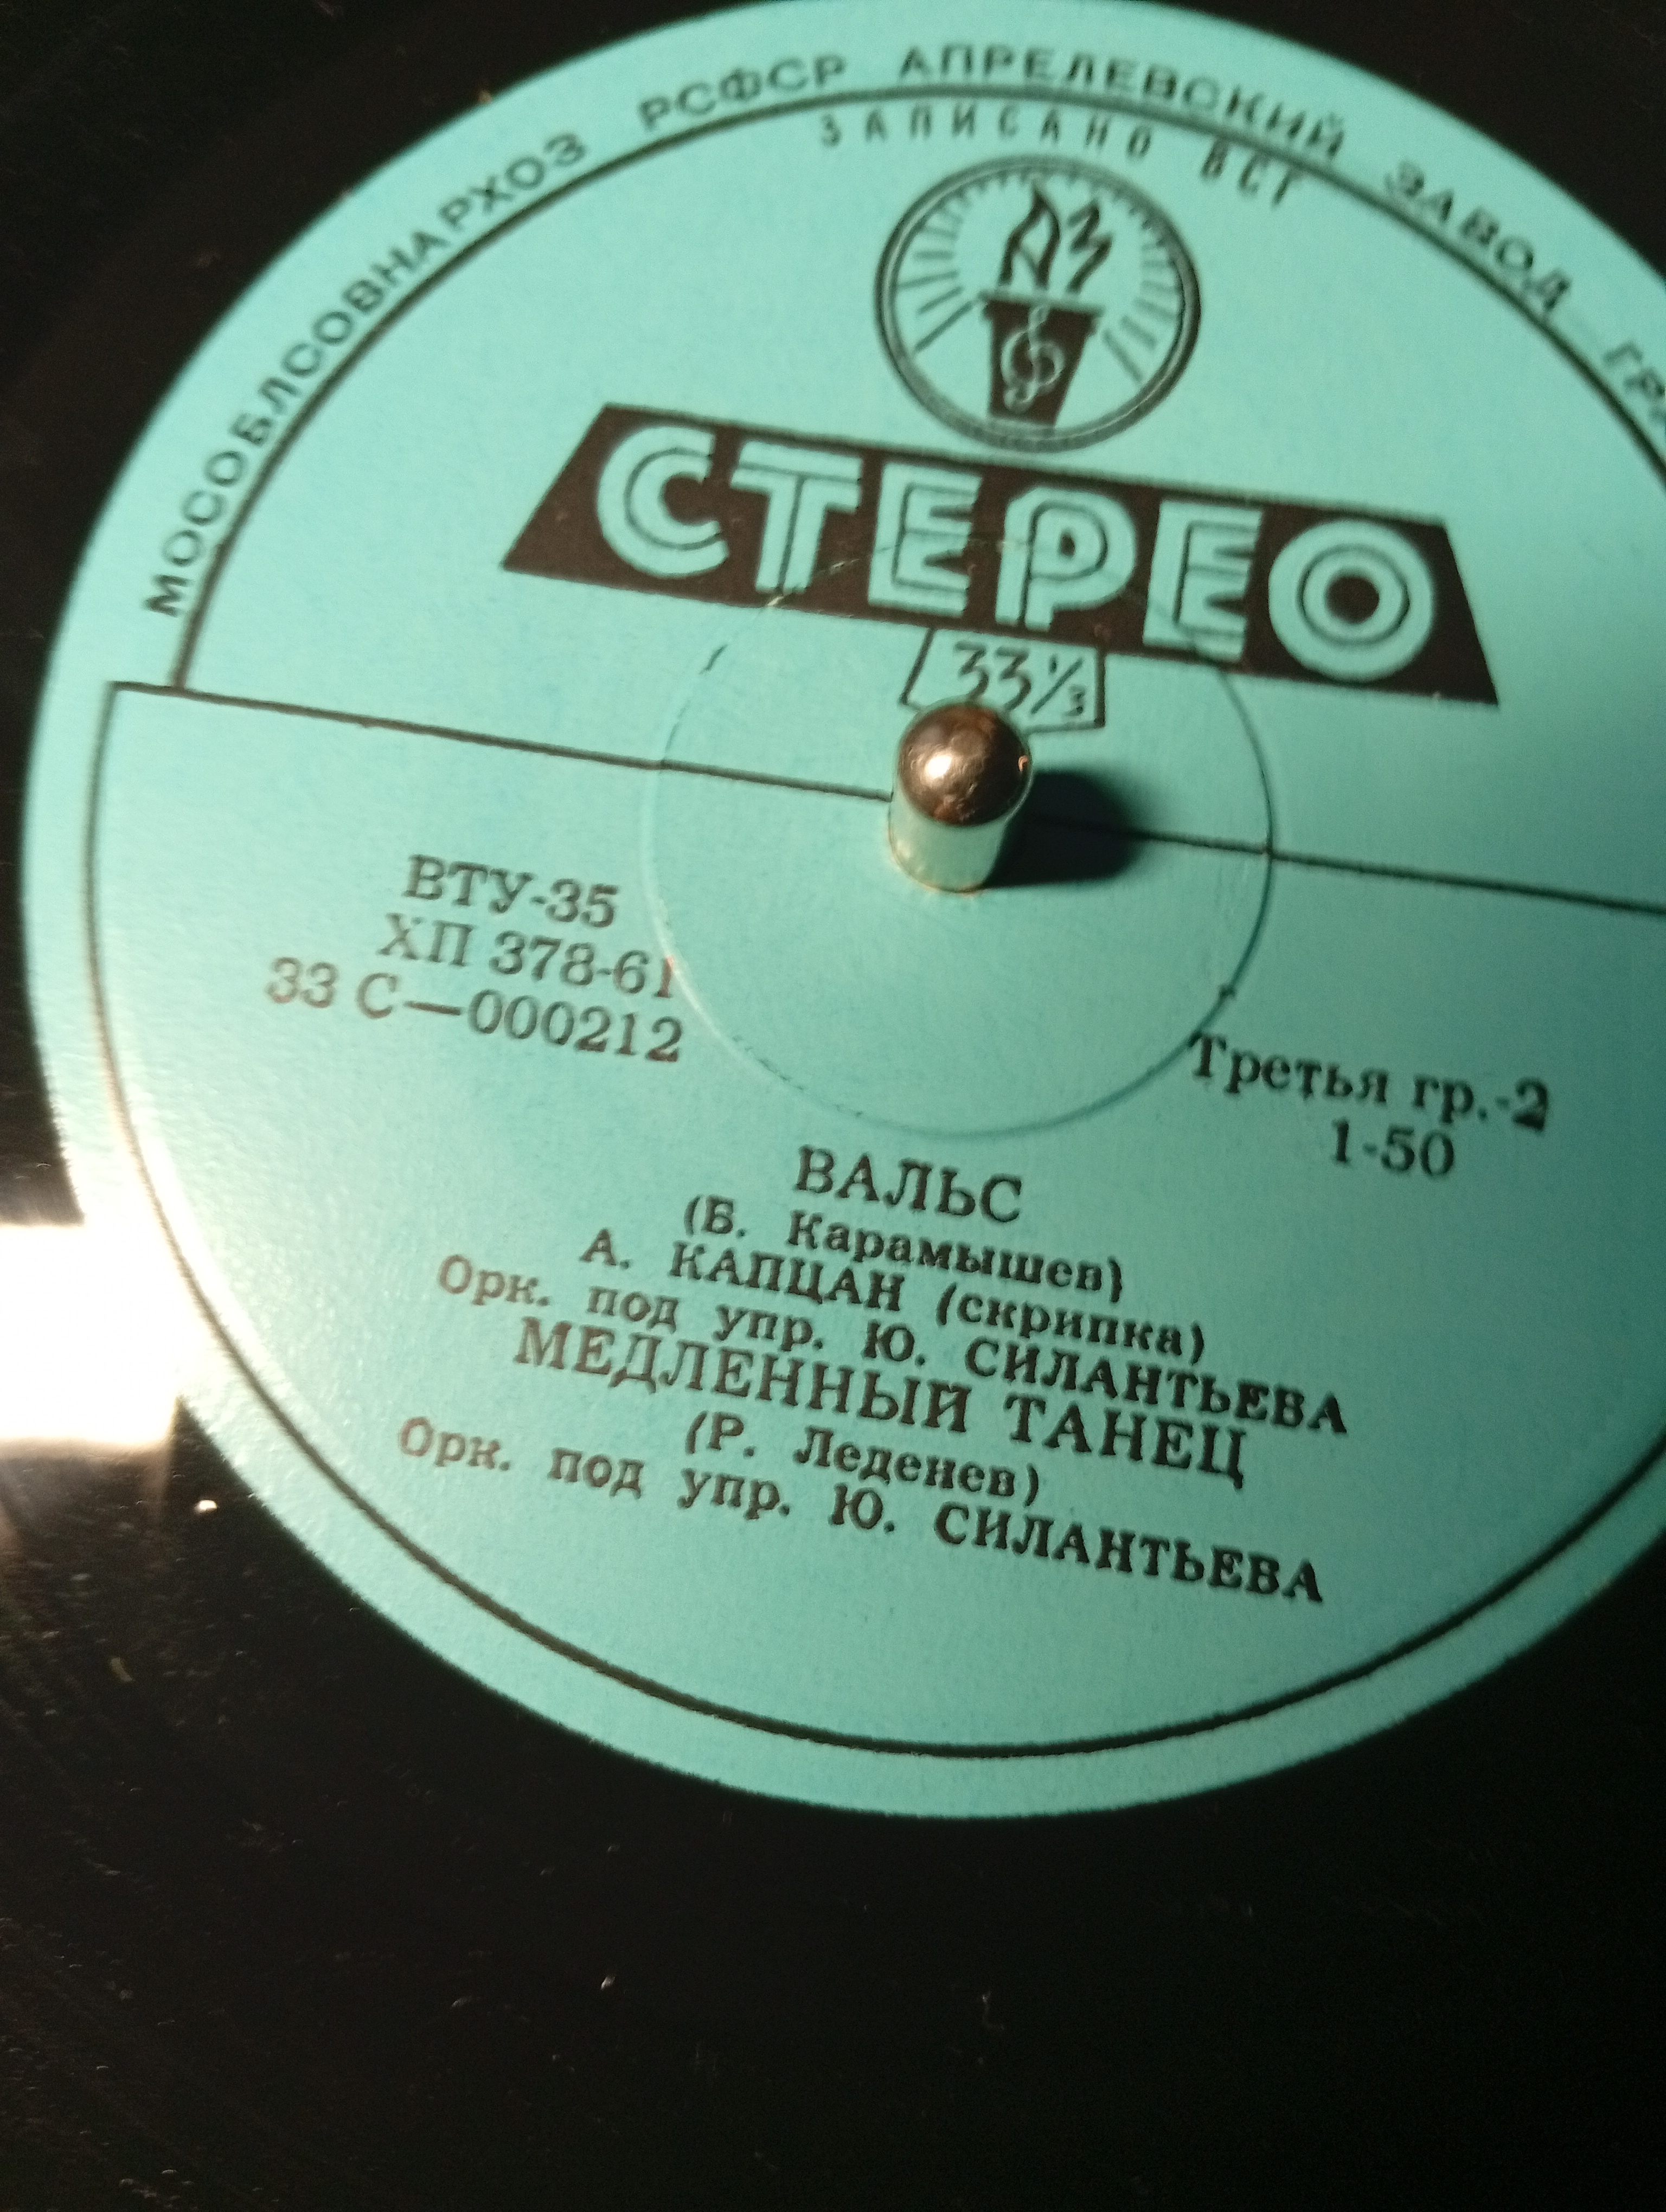 МОСОБЛСОВНАРХОЗ РСФСР АПРЕЛЕВСКИЙ ЗАВОД
ЗАПИСАНО ВСГ
АЗ
СТЕРЕО
33⅓
ВТУ-35
ХП 378-61
33 С—000212
Третья гр.-2
1-50
ВАЛЬС
(Б. Карамышев)
А. КАПЦАН (скрипка)
Орк. под упр. Ю. СИЛАНТЬЕВА
МЕДЛЕННЫЙ ТАНЕЦ
(Р. Леденев)
Орк. под упр. Ю. СИЛАНТЬЕВА